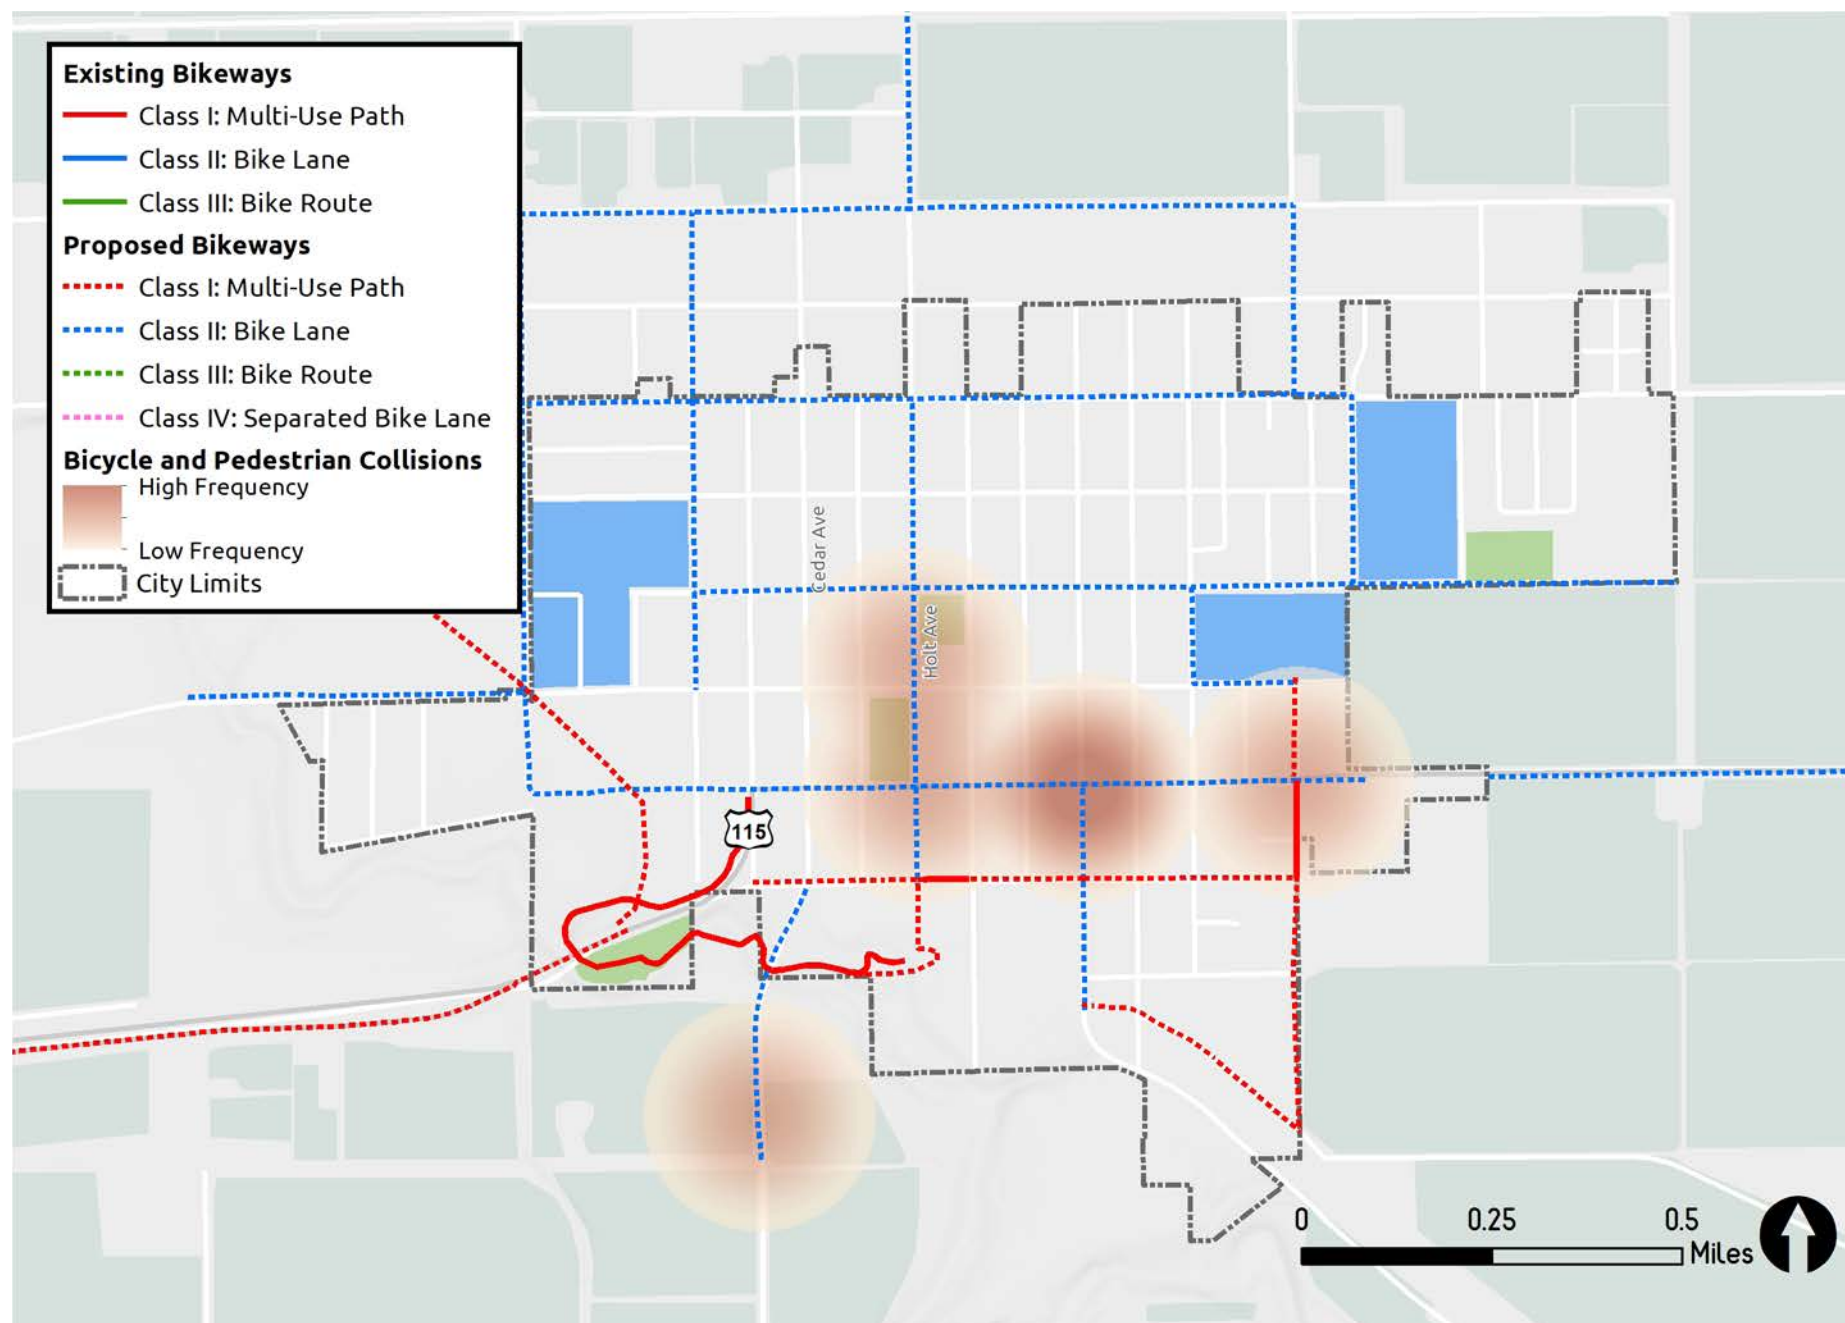 Existing Bikeways
Class I: Multi-Use Path
Class II: Bike Lane
Class III: Bike Route
Proposed Bikeways
Class I: Multi-Use Path
Class II: Bike Lane
Class III: Bike Route
Class IV: Separated Bike Lane
Bicycle and Pedestrian Collisions
High Frequency
Low Frequency
City Limits
Cedar Ave
Holt Ave
115
0 0.25 0.5
Miles